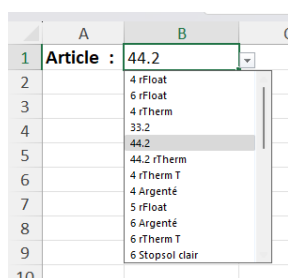 A B
1 Article : 44.2
2
3
4
5
6
7
8
9
4 rFloat
6 rFloat
4 rTherm
33.2
44.2
44.2 rTherm
4 rTherm T
4 Argenté
5 rFloat
6 Argenté
6 rTherm T
6 Stopsol clair